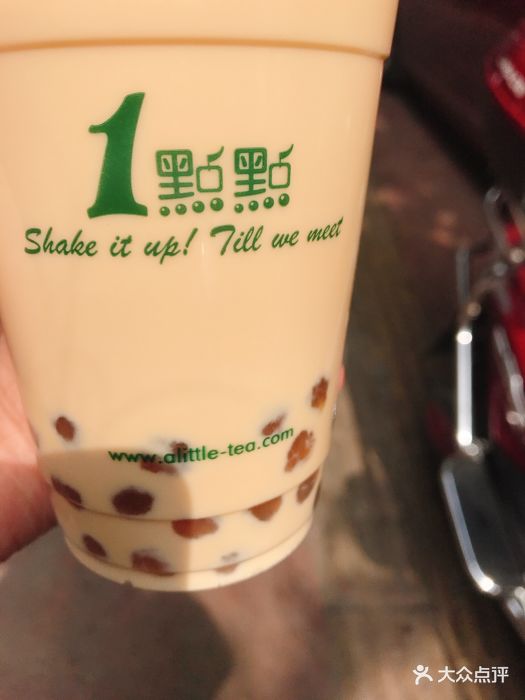 1點點
Shake it up! Till we meet
www.alittle-tea.com
大众点评